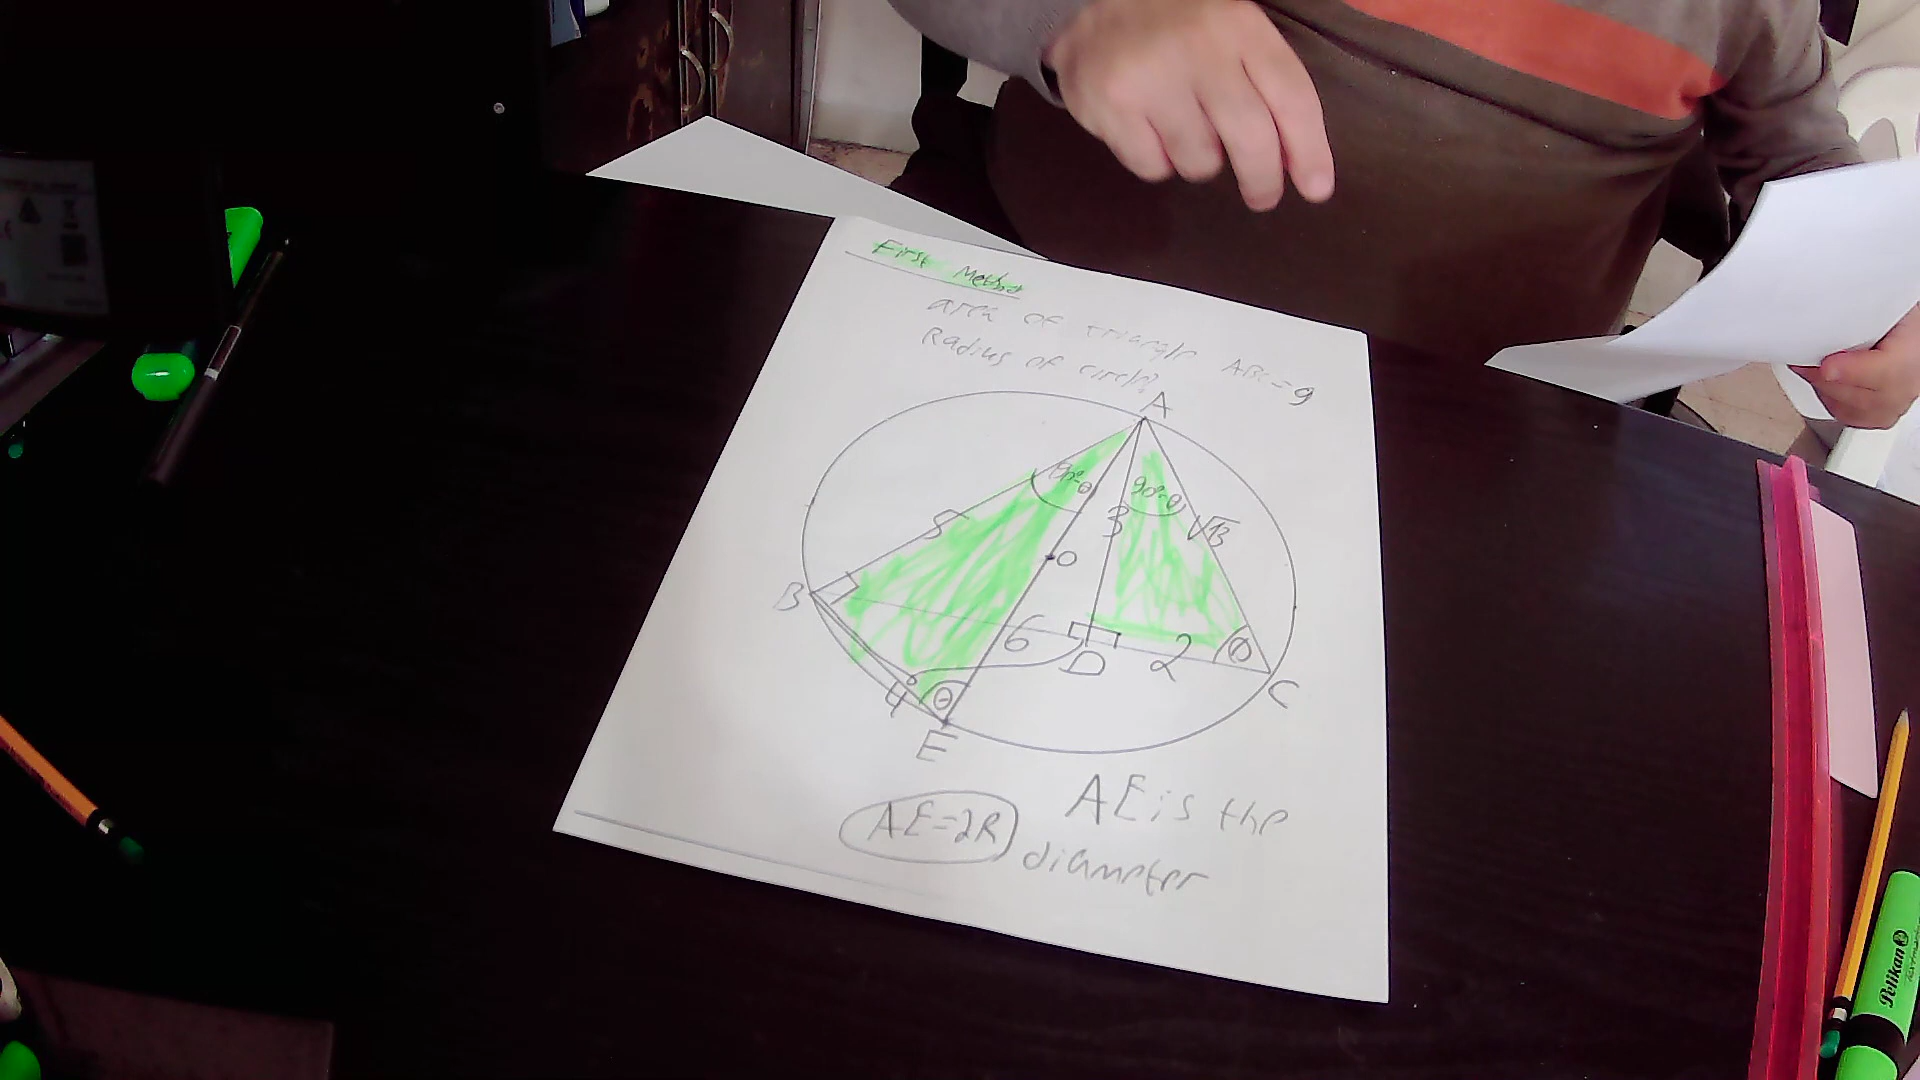 First Method
area of triangle ABC=9
Radius of circle?
A
90°-θ
90°-θ
5
3
√13
O
B
6
D
2
θ
C
4
θ
E
AE is the
AE=2R
diameter
Pelikan